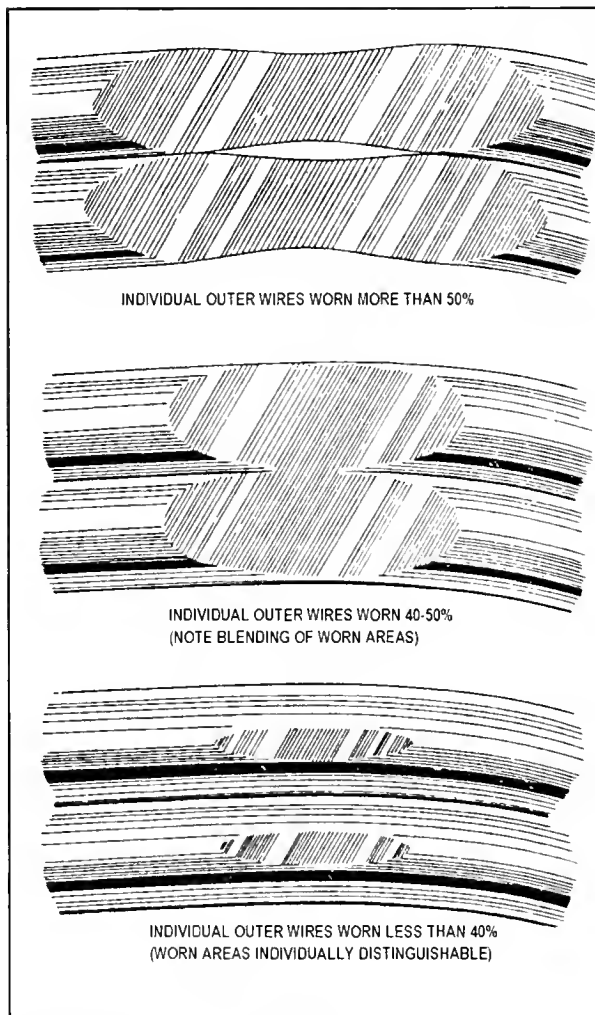 INDIVIDUAL OUTER WIRES WORN MORE THAN 50%
INDIVIDUAL OUTER WIRES WORN 40-50%
(NOTE BLENDING OF WORN AREAS)
INDIVIDUAL OUTER WIRES WORN LESS THAN 40%
(WORN AREAS INDIVIDUALLY DISTINGUISHABLE)